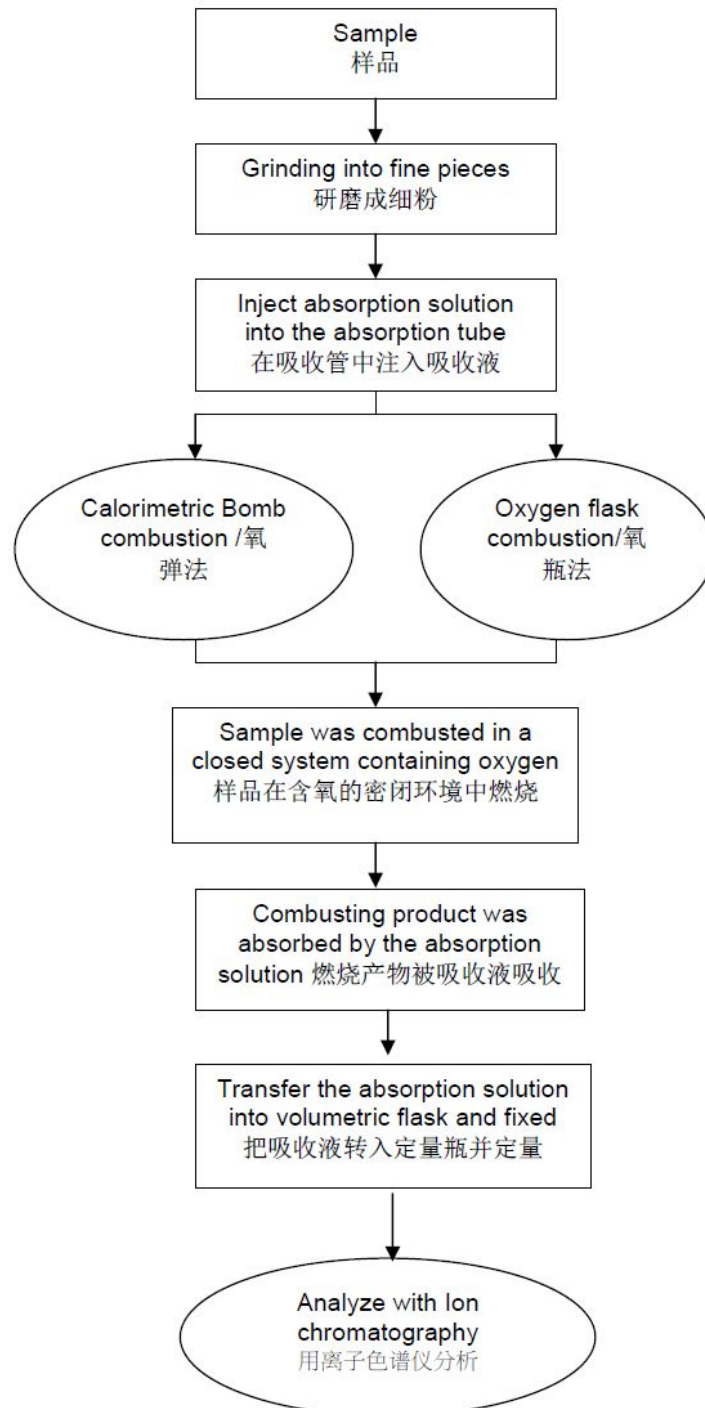 Sample
样品
Grinding into fine pieces
研磨成细粉
Inject absorption solution
into the absorption tube
在吸收管中注入吸收液
Calorimetric Bomb
combustion /氧
弹法
Oxygen flask
combustion/氧
瓶法
Sample was combusted in a
closed system containing oxygen
样品在含氧的密闭环境中燃烧
Combusting product was
absorbed by the absorption
solution 燃烧产物被吸收液吸收
Transfer the absorption solution
into volumetric flask and fixed
把吸收液转入定量瓶并定量
Analyze with Ion
chromatography
用离子色谱仪分析